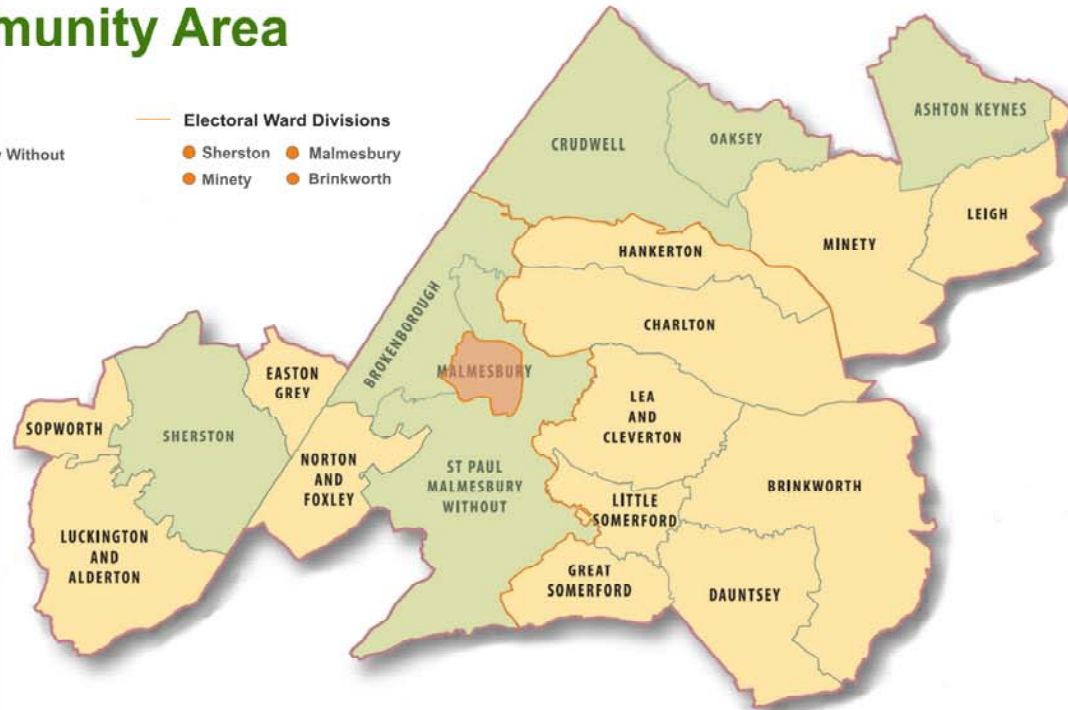 munity Area
Electoral Ward Divisions
Without
Sherston Malmesbury
Minety Brinkworth
CRUDWELL
OAKSEY
ASHTON KEYNES
LEIGH
MINETY
HANKERTON
CHARLTON
BROKENBOROUGH
MALMESBURY
EASTON
GREY
LEA
AND
CLEVERTON
SOPWORTH
SHERSTON
NORTON
AND
FOXLEY
ST PAUL
MALMESBURY
WITHOUT
BRINKWORTH
LITTLE
SOMERFORD
LUCKINGTON
AND
ALDERTON
GREAT
SOMERFORD
DAUNTSEY